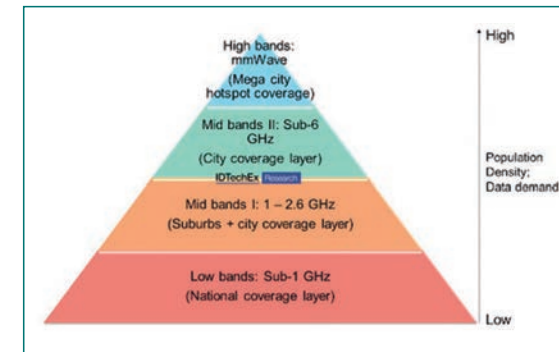 High bands:
mmWave
(Mega city
hotspot coverage)
Mid bands II: Sub-6
GHz
(City coverage layer)
IDTechEx Research
Mid bands I: 1 – 2.6 GHz
(Suburbs + city coverage layer)
Low bands: Sub-1 GHz
(National coverage layer)
High
Population
Density;
Data demand
Low